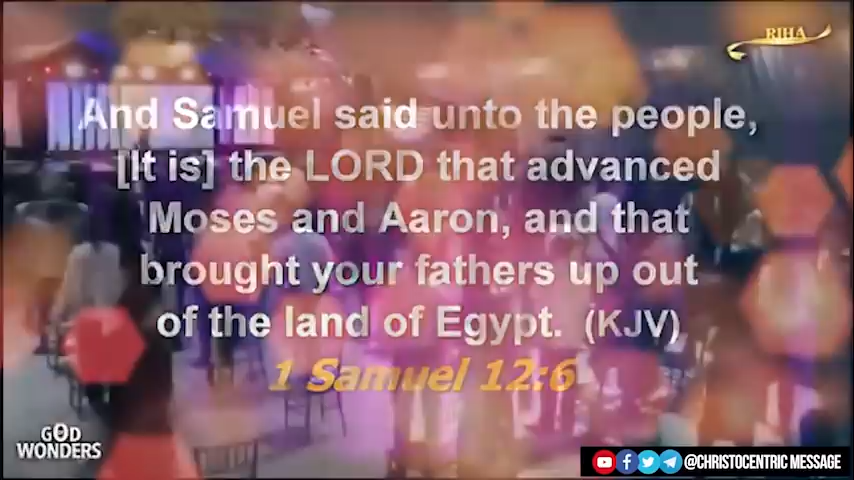 RIHA
And Samuel said unto the people,
[It is] the LORD that advanced
Moses and Aaron, and that
brought your fathers up out
of the land of Egypt. (KJV)
1 Samuel 12:6
GOD
WONDERS
@CHRISTOCENTRIC MESSAGE